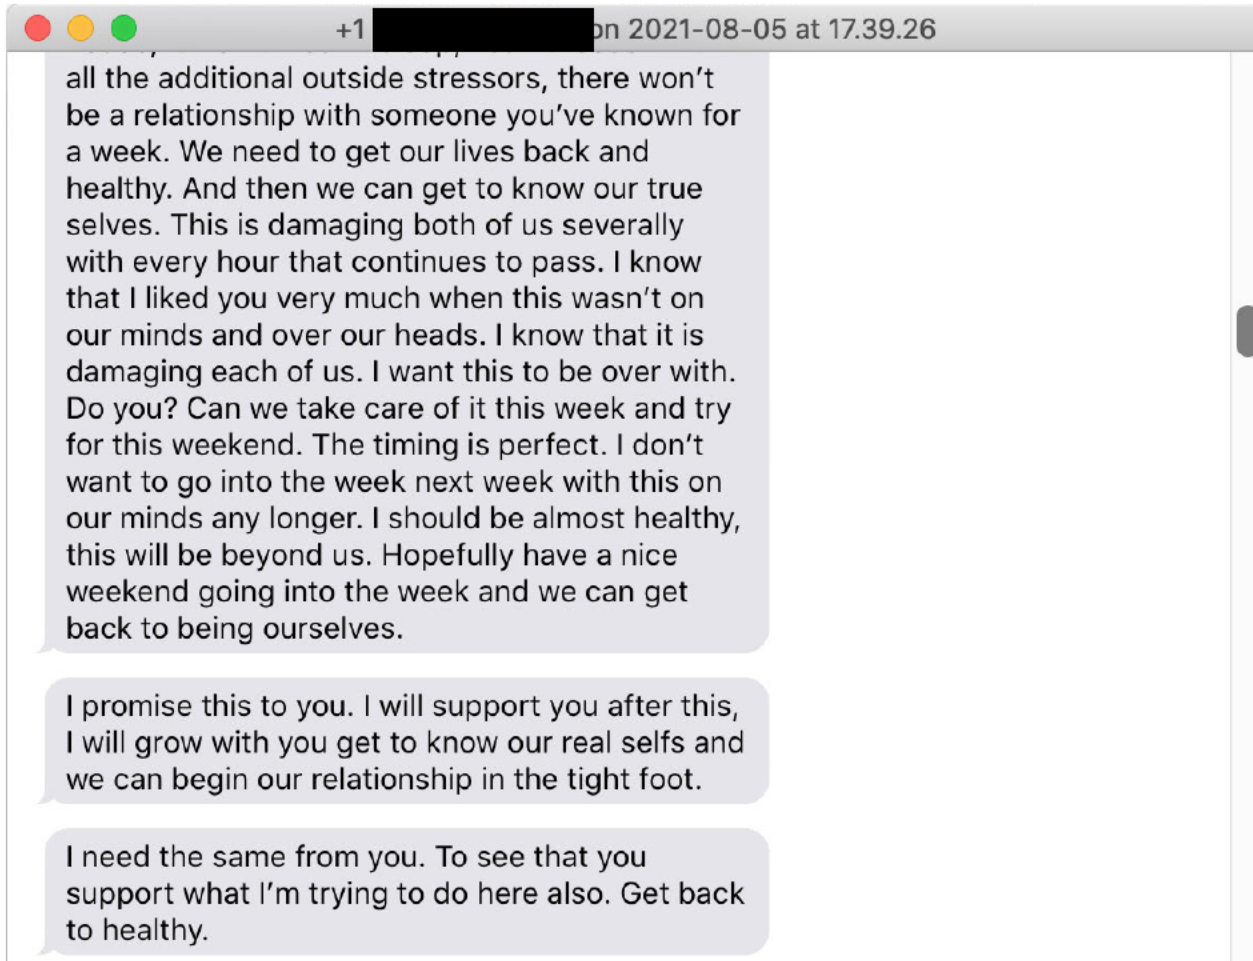 +1 on 2021-08-05 at 17.39.26
all the additional outside stressors, there won't
be a relationship with someone you've known for
a week. We need to get our lives back and
healthy. And then we can get to know our true
selves. This is damaging both of us severally
with every hour that continues to pass. I know
that I liked you very much when this wasn't on
our minds and over our heads. I know that it is
damaging each of us. I want this to be over with.
Do you? Can we take care of it this week and try
for this weekend. The timing is perfect. I don't
want to go into the week next week with this on
our minds any longer. I should be almost healthy,
this will be beyond us. Hopefully have a nice
weekend going into the week and we can get
back to being ourselves.
I promise this to you. I will support you after this,
I will grow with you get to know our real selfs and
we can begin our relationship in the tight foot.
I need the same from you. To see that you
support what I'm trying to do here also. Get back
to healthy.